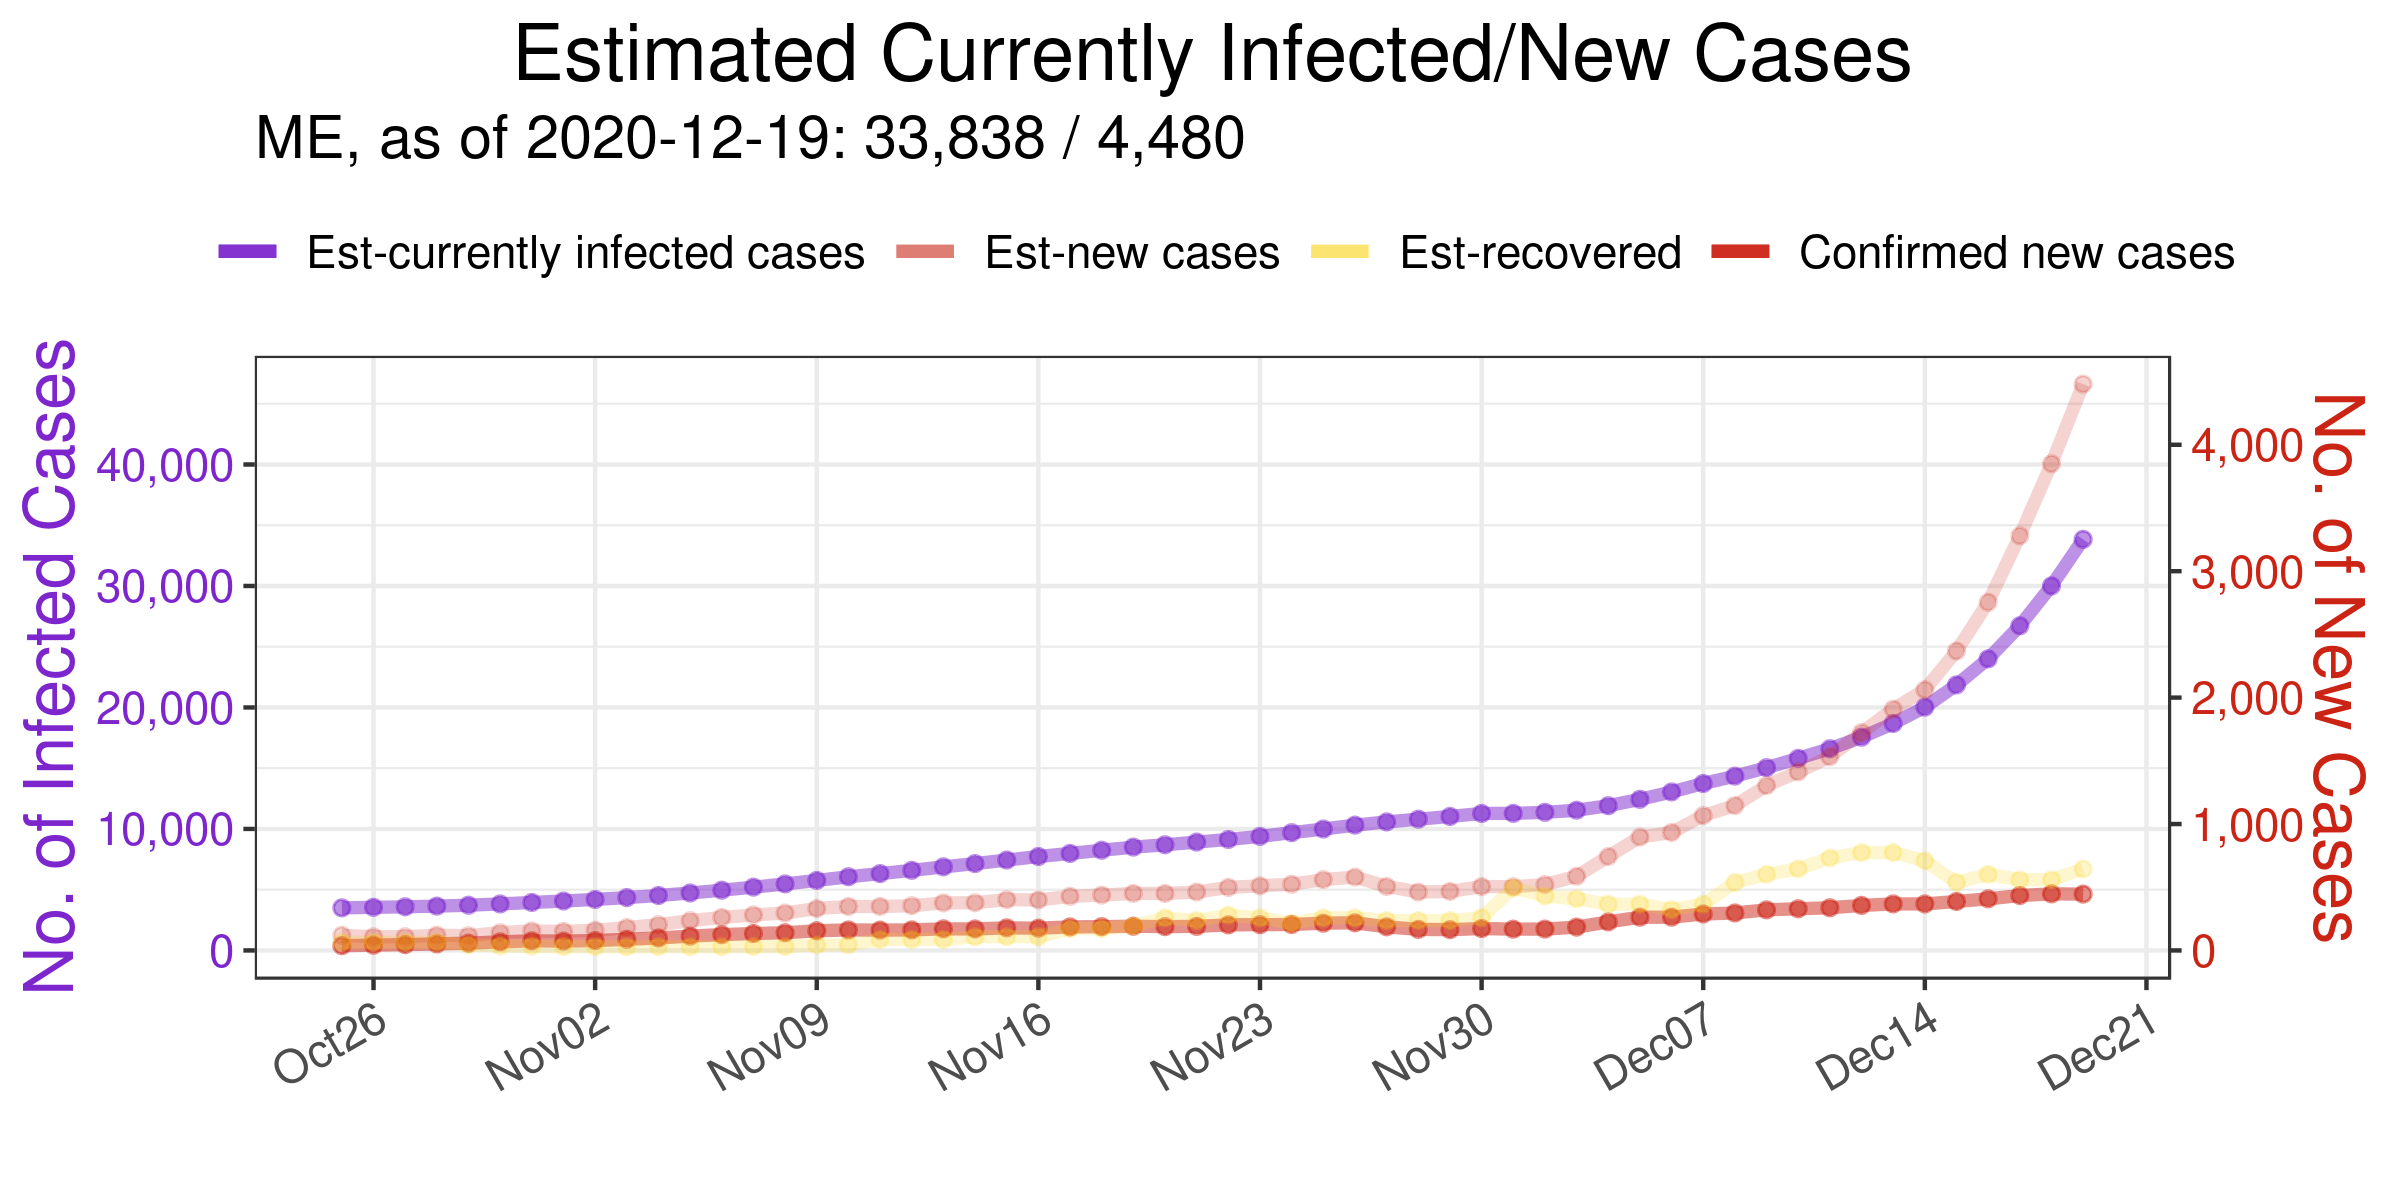 Estimated Currently Infected/New Cases
ME, as of 2020-12-19: 33,838 / 4,480
Est-currently infected cases Est-new cases Est-recovered Confirmed new cases
No. of Infected Cases
40,000
30,000
20,000
10,000
0
4,000
3,000
2,000
1,000
0
No. of New Cases
Oct26 Nov02 Nov09 Nov16 Nov23 Nov30 Dec07 Dec14 Dec21